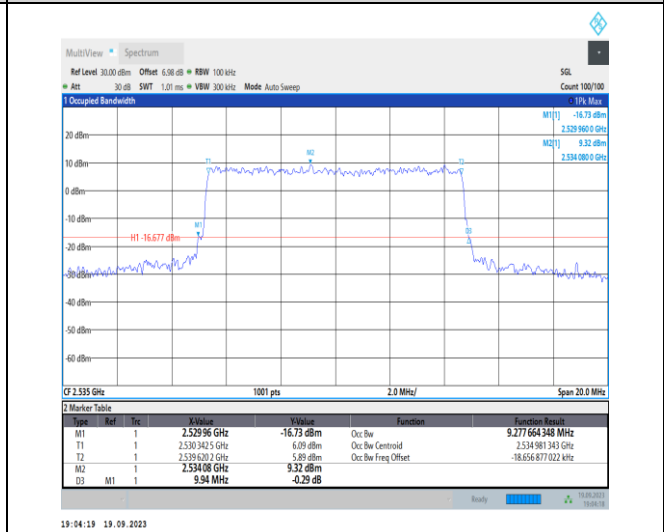 MultiView Spectrum
Ref Level 30.00 dBm Offset 6.98 dB RBW 100 kHz SGL
Att 30 dB SWT 1.01 ms VBW 300 kHz Mode Auto Sweep Count 100/100
1 Occupied Bandwidth 1Pk Max
M1[1] -16.73 dBm
2.529 960 0 GHz
M2[1] 9.32 dBm
2.534 080 0 GHz
20 dBm
10 dBm
0 dBm
-10 dBm
-20 dBm
-30 dBm
-40 dBm
-50 dBm
-60 dBm
T1
M2
T2
M1
D3
H1 -16.677 dBm
CF 2.535 GHz 1001 pts 2.0 MHz/ Span 20.0 MHz
2 Marker Table
Type Ref Trc X-Value Y-Value Function Function Result
M1 1 2.529 96 GHz -16.73 dBm Occ Bw 9.277 664 348 MHz
T1 1 2.530 342 5 GHz 6.09 dBm Occ Bw Centroid 2.534 981 343 GHz
T2 1 2.539 620 2 GHz 5.89 dBm Occ Bw Freq Offset -18.656 877 022 kHz
M2 1 2.534 08 GHz 9.32 dBm
D3 M1 1 9.94 MHz -0.29 dB
Ready 19.09.2023
19:04:18
19:04:19 19.09.2023